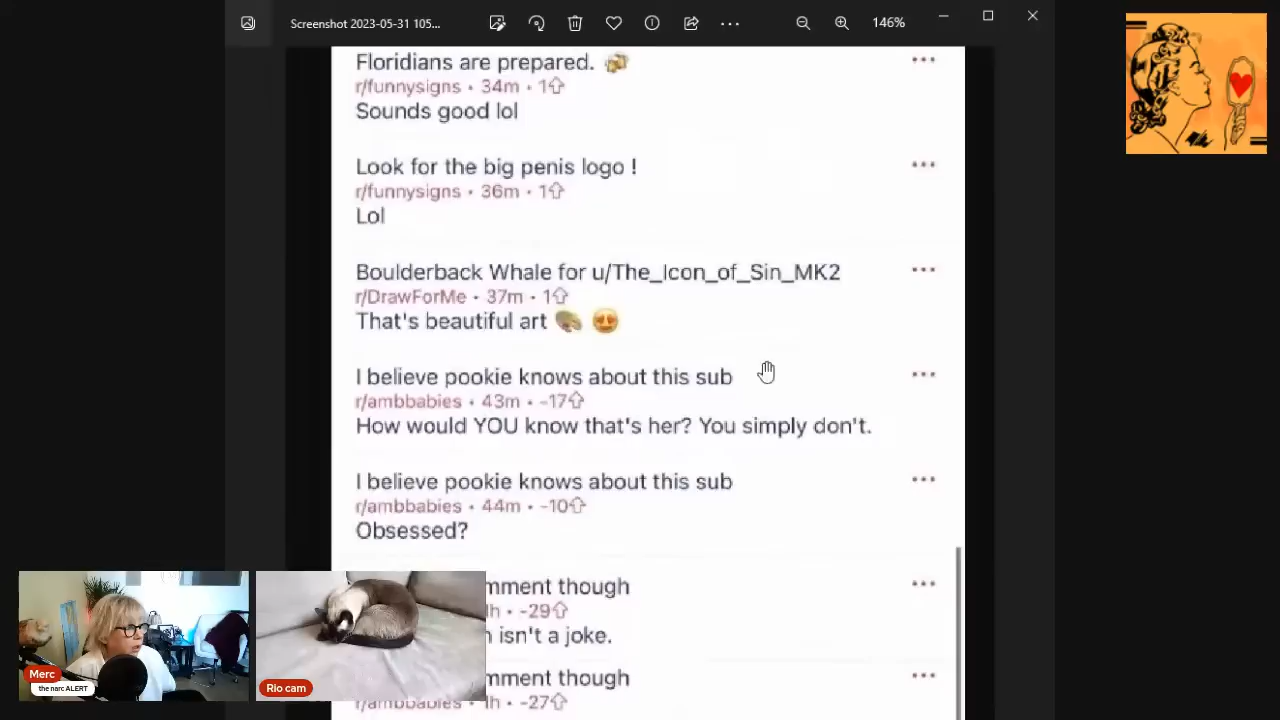 Screenshot 2023-05-31 105...
146%
Floridians are prepared.
r/funnysigns • 34m • 1
Sounds good lol
Look for the big penis logo !
r/funnysigns • 36m • 1
Lol
Boulderback Whale for u/The_Icon_of_Sin_MK2
r/DrawForMe • 37m • 1
That's beautiful art 🎨 😍
I believe pookie knows about this sub
r/ambbabies • 43m • -17
How would YOU know that's her? You simply don't.
I believe pookie knows about this sub
r/ambbabies • 44m • -10
Obsessed?
mment though
h • -29
isn't a joke.
mment though
r/ambbabies • 1h • -27
Merc
the narc ALERT
Rio cam